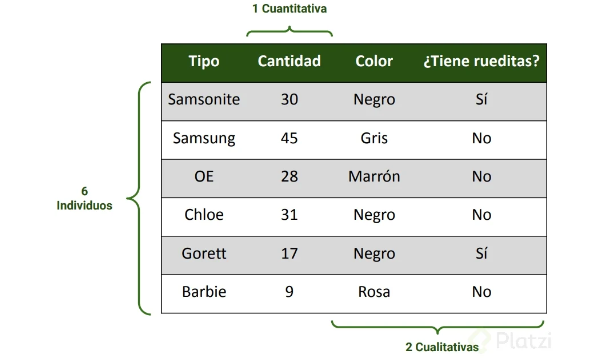 1 Cuantitativa
Tipo Cantidad Color ¿Tiene rueditas?
Samsonite 30 Negro Sí
Samsung 45 Gris No
OE 28 Marrón No
Chloe 31 Negro No
Gorett 17 Negro Sí
Barbie 9 Rosa No
6
Individuos
2 Cualitativas
Platzi